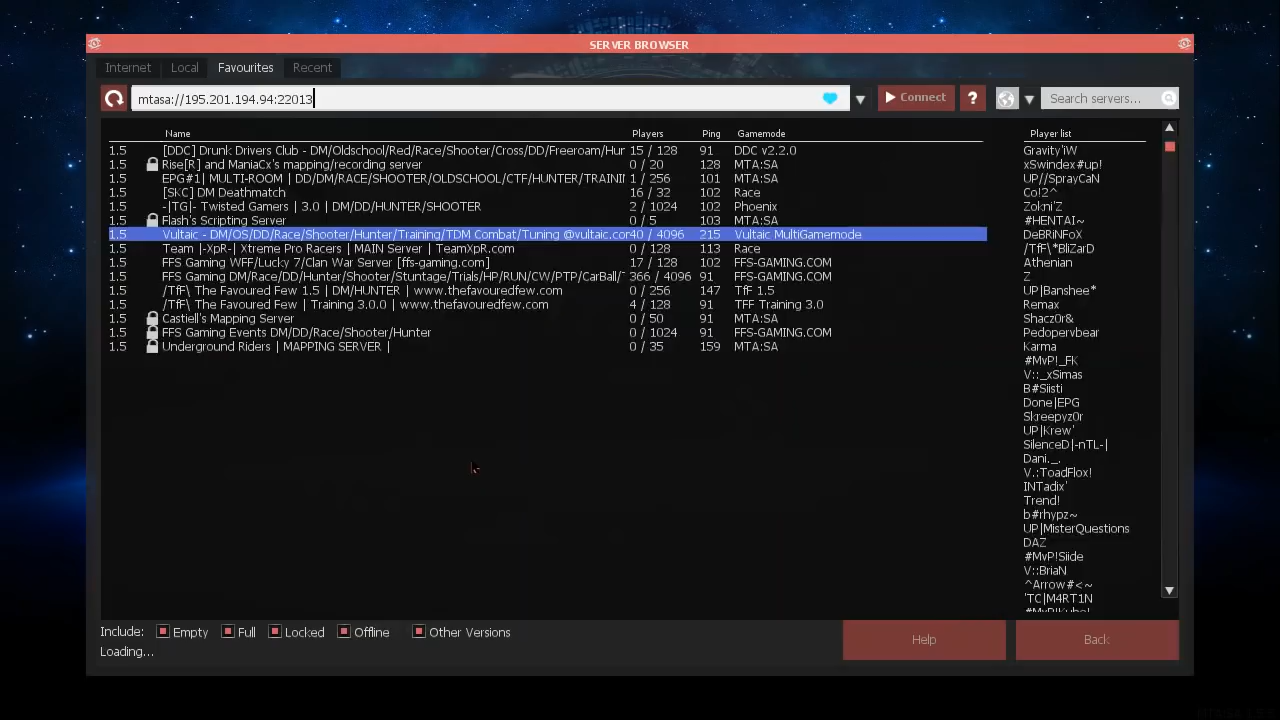 SERVER BROWSER
Internet Local Favourites Recent
mtasa://195.201.194.94:22013 Connect ? Search servers...
Name Players Ping Gamemode Player list
1.5 [DDC] Drunk Drivers Club - DM/Oldschool/Red/Race/Shooter/Cross/DD/Freeroam/Hun 15 / 128 91 DDC v2.2.0 Gravity'iW
1.5 Rise[R] and ManiaCx's mapping/recording server 0 / 20 128 MTA:SA xSwindex#up!
1.5 EPG#1| MULTI-ROOM | DD/DM/RACE/SHOOTER/OLDSCHOOL/CTF/HUNTER/TRAINI 1 / 256 101 MTA:SA UP//SprayCaN
1.5 [SKC] DM Deathmatch 16 / 32 102 Race Co!2^
1.5 -|TG|- Twisted Gamers | 3.0 | DM/DD/HUNTER/SHOOTER 2 / 1024 102 Phoenix Zok:ni'Z
1.5 Flash's Scripting Server 0 / 5 103 MTA:SA #HENTAI~
1.5 Vultaic - DM/OS/DD/Race/Shooter/Hunter/Training/TDM Combat/Tuning @vultaic.con 40 / 4096 215 Vultaic MultiGamemode DeBRiNFoX
1.5 Team |-XpR-| Xtreme Pro Racers | MAIN Server | TeamXpR.com 0 / 128 113 Race /TfF\*BliZarD
1.5 FFS Gaming WFF/Lucky 7/Clan War Server [ffs-gaming.com] 17 / 128 102 FFS-GAMING.COM Athenian
1.5 FFS Gaming DM/Race/DD/Hunter/Shooter/Stuntage/Trials/HP/RUN/CW/PTP/CarBall/T 366 / 4096 91 FFS-GAMING.COM Z
1.5 /TfF\ The Favoured Few 1.5 | DM/HUNTER | www.thefavouredfew.com 0 / 256 147 TfF 1.5 UP|Banshee*
1.5 /TfF\ The Favoured Few | Training 3.0.0 | www.thefavouredfew.com 4 / 128 91 TFF Training 3.0 Remax
1.5 Castiell's Mapping Server 0 / 50 91 MTA:SA Shacz0r&
1.5 FFS Gaming Events DM/DD/Race/Shooter/Hunter 0 / 1024 91 FFS-GAMING.COM Pedopervbear
1.5 Underground Riders | MAPPING SERVER | 0 / 35 159 MTA:SA Karma
#MvP!_FK
V::_xSimas
B#Siisti
Done|EPG
Skreepyz0r
UP|Krew'
SilenceD|-nTL-|
Dani._.
V.:ToadFlox!
INTadix'
Trend!
b#rhypz~
UP|MisterQuestions
DAZ
#MvP!Siide
V::BriaN
^Arrow#<~
'TC|M4RT1N
Include: Empty Full Locked Offline Other Versions Help Back
Loading...